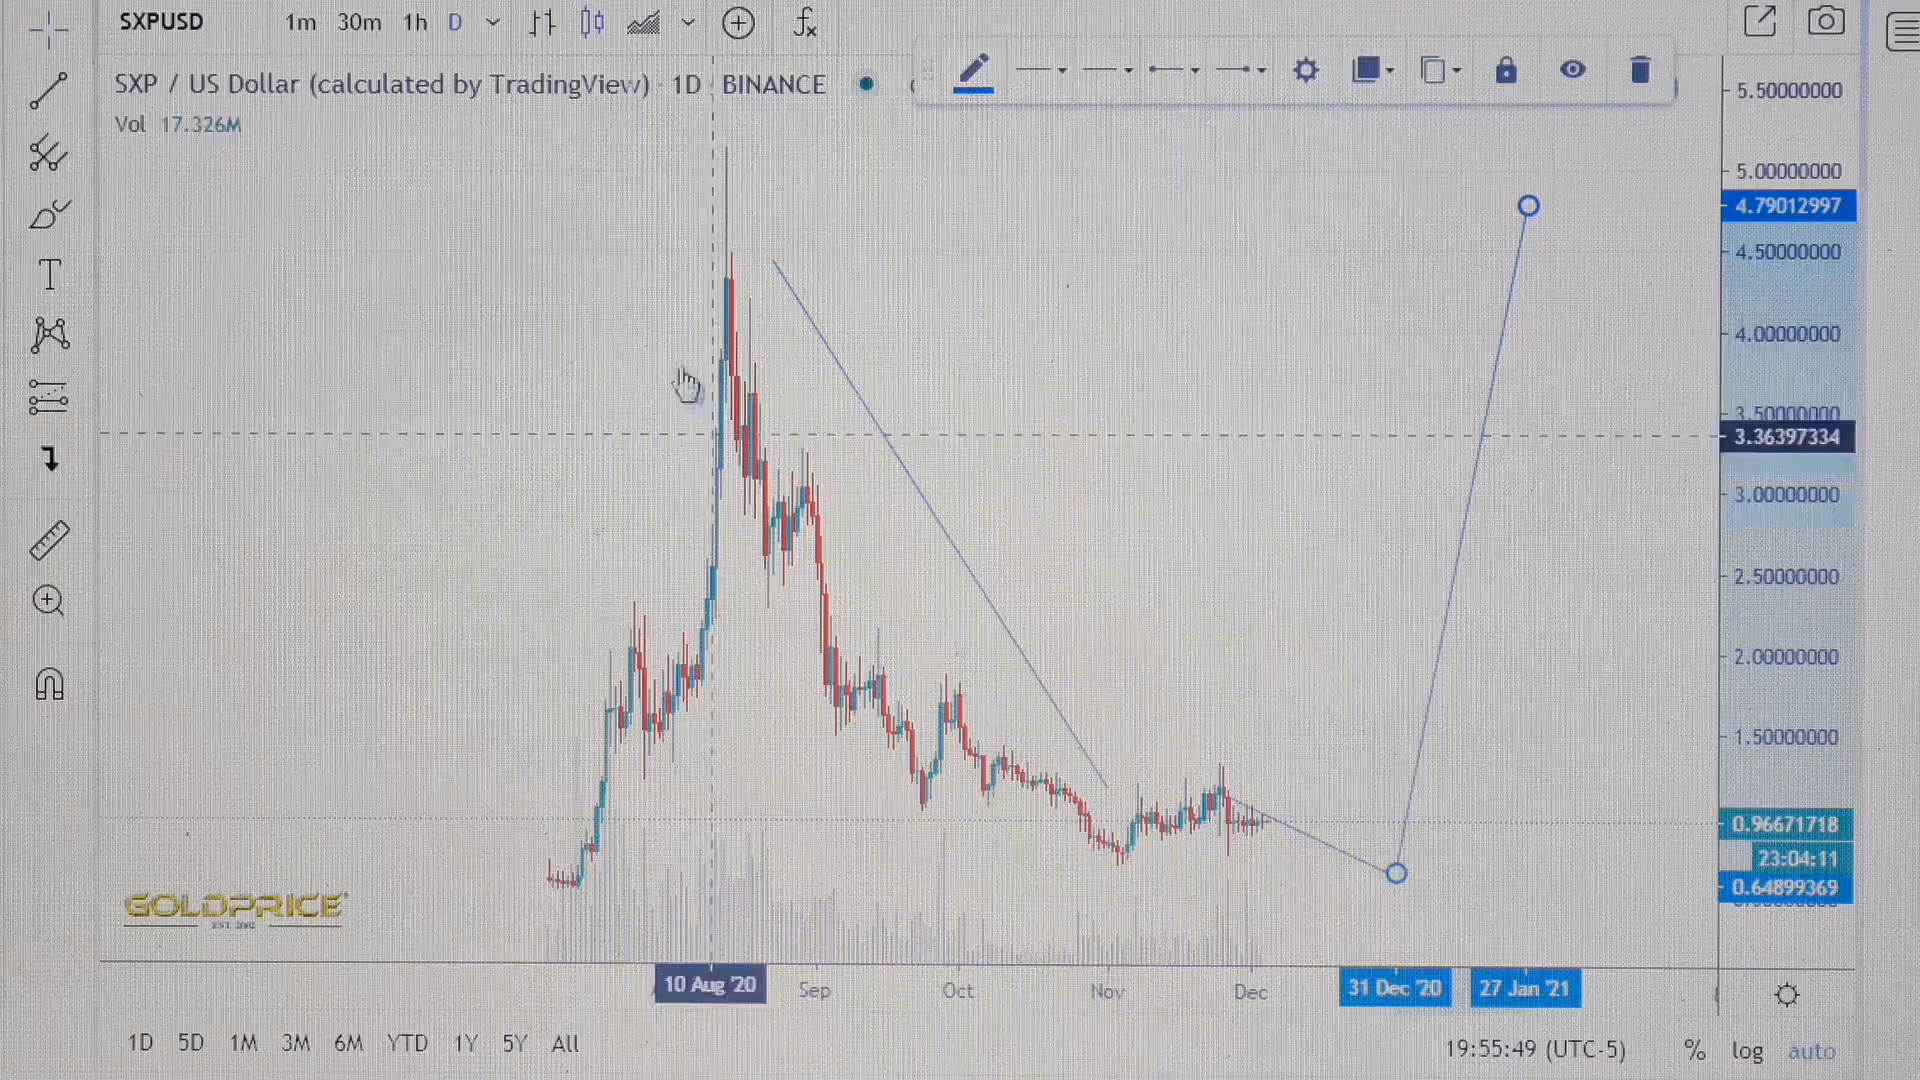 SXPUSD 1m 30m 1h D
SXP / US Dollar (calculated by TradingView) · 1D BINANCE
Vol 17.326M
5.50000000
5.00000000
4.79012997
4.50000000
4.00000000
3.50000000
3.36397334
3.00000000
2.50000000
2.00000000
1.50000000
0.96671718
23:04:11
0.64899369
GOLDPRICE
EST. 2002
10 Aug '20 Sep Oct Nov Dec 31 Dec '20 27 Jan '21
1D 5D 1M 3M 6M YTD 1Y 5Y All 19:55:49 (UTC-5) % log auto